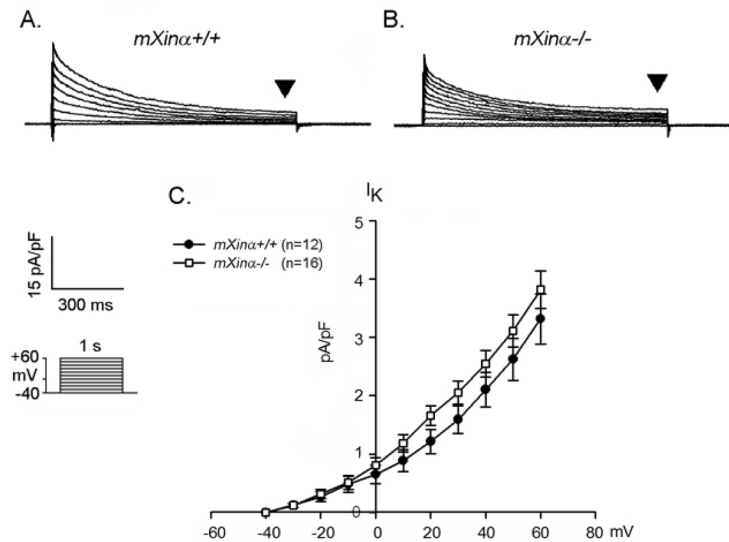 A.
mXinα+/+
B.
mXinα-/-
C.
IK
mXinα+/+ (n=12)
mXinα-/- (n=16)
15 pA/pF
300 ms
1 s
+60
mV
-40
pA/pF
5
4
3
2
1
0
-60 -40 -20 0 20 40 60 80 mV